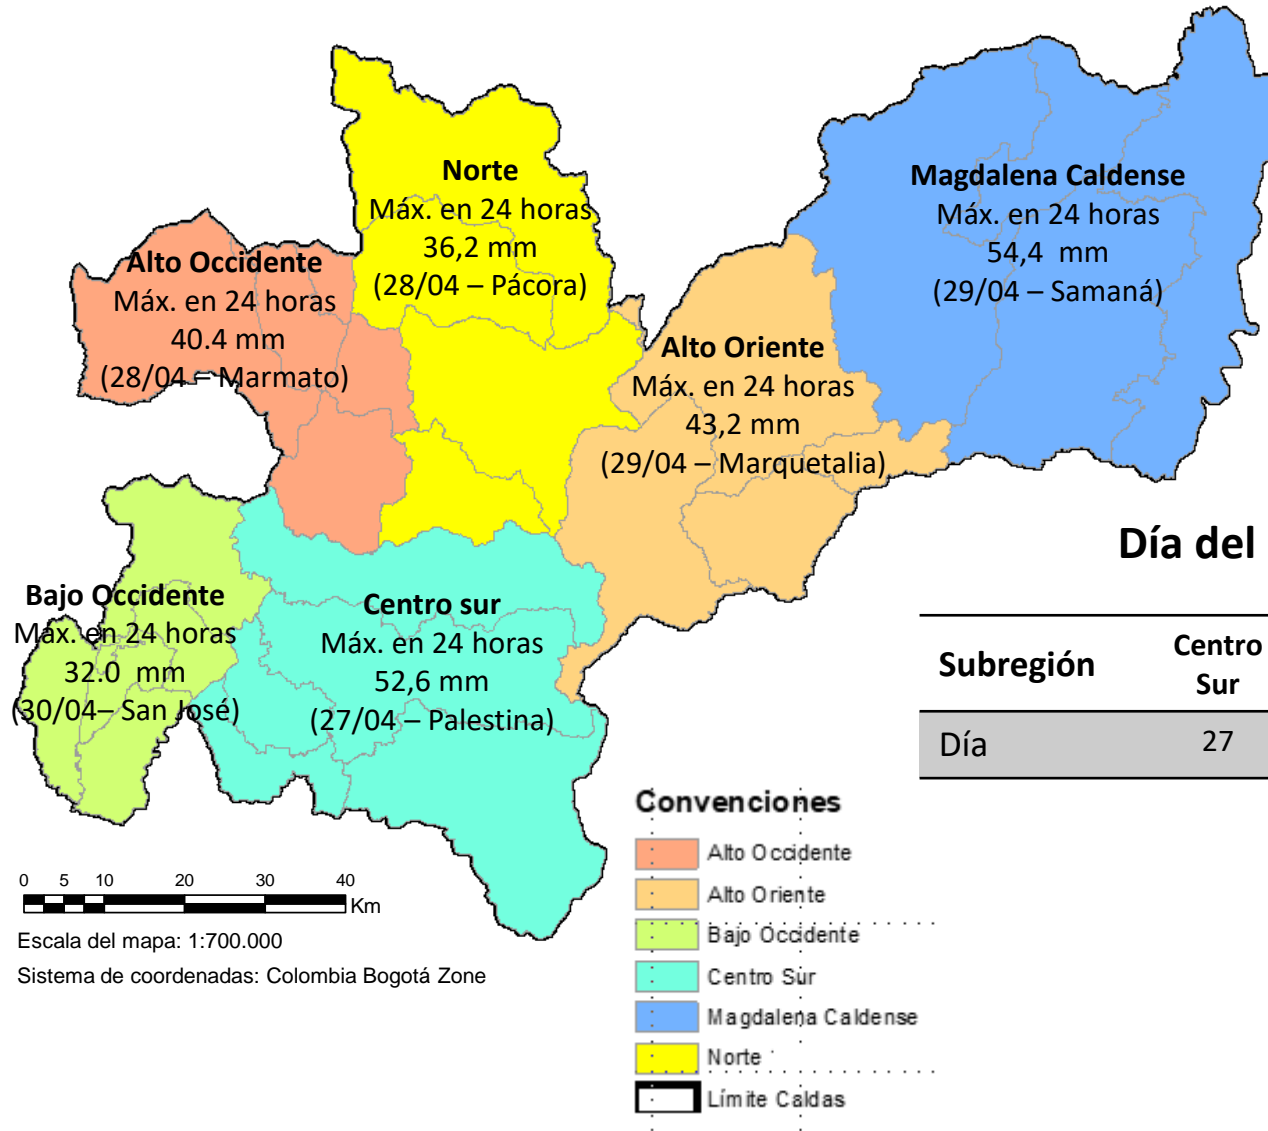 Norte
Máx. en 24 horas
36,2 mm
(28/04 – Pácora)
Magdalena Caldense
Máx. en 24 horas
54,4 mm
(29/04 – Samaná)
Alto Occidente
Máx. en 24 horas
40.4 mm
(28/04 – Marmato)
Alto Oriente
Máx. en 24 horas
43,2 mm
(29/04 – Marquetalia)
Bajo Occidente
Máx. en 24 horas
32.0 mm
(30/04– San José)
Centro sur
Máx. en 24 horas
52,6 mm
(27/04 – Palestina)
Día del
Subregión
Centro
Sur
Día 27
0 5 10 20 30 40
Km
Escala del mapa: 1:700.000
Sistema de coordenadas: Colombia Bogotá Zone
Convenciones
Alto Occidente
Alto Oriente
Bajo Occidente
Centro Sur
Magdalena Caldense
Norte
Límite Caldas